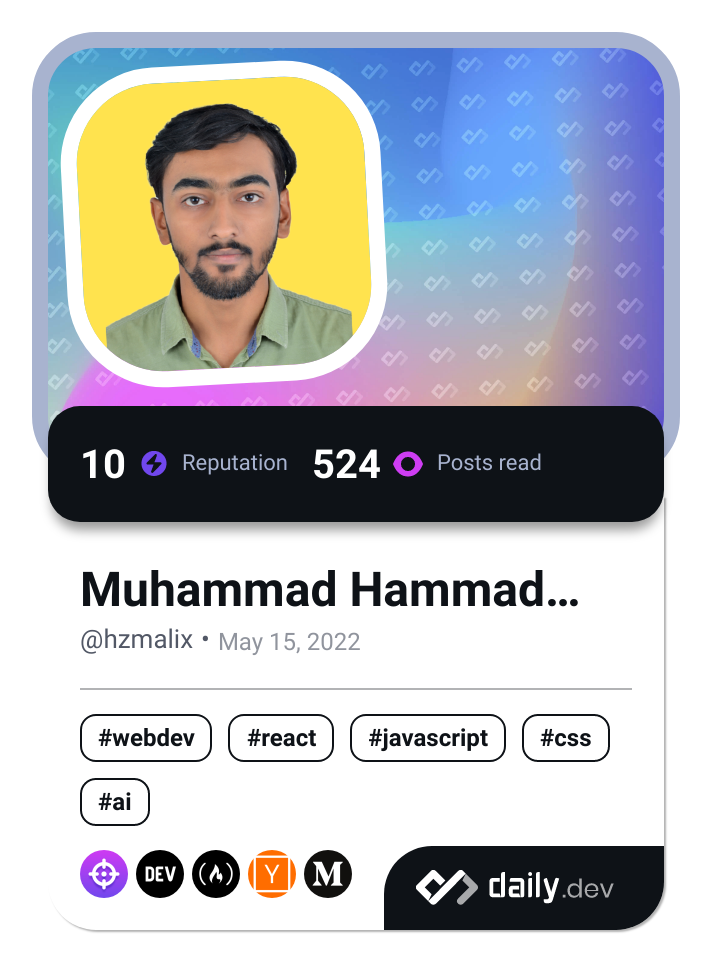 10 Reputation 524 Posts read
Muhammad Hammad...
@hzmalix • May 15, 2022
#webdev #react #javascript #css
#ai
DEV Y M daily.dev